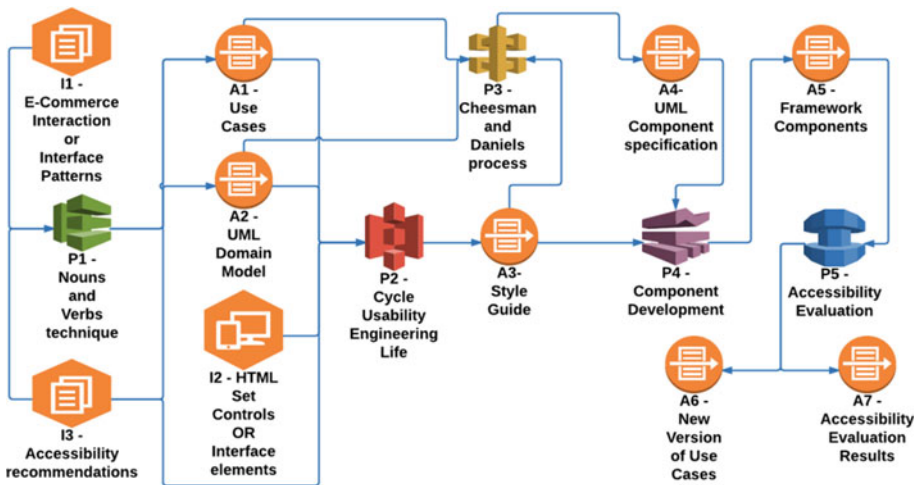 I1 -
E-Commerce
Interaction
or
Interface
Patterns
P1 -
Nouns
and
Verbs
technique
I3 -
Accessibility
recommendations
A1 -
Use
Cases
A2 -
UML
Domain
Model
I2 - HTML
Set
Controls
OR
Interface
elements
P2 -
Cycle
Usability
Engineering
Life
P3 -
Cheesman
and
Daniels
process
A3-
Style
Guide
A4-
UML
Component
specification
P4 -
Component
Development
A5 -
Framework
Components
P5 -
Accessibility
Evaluation
A6 -
New
Version
of Use
Cases
A7 -
Accessibility
Evaluation
Results